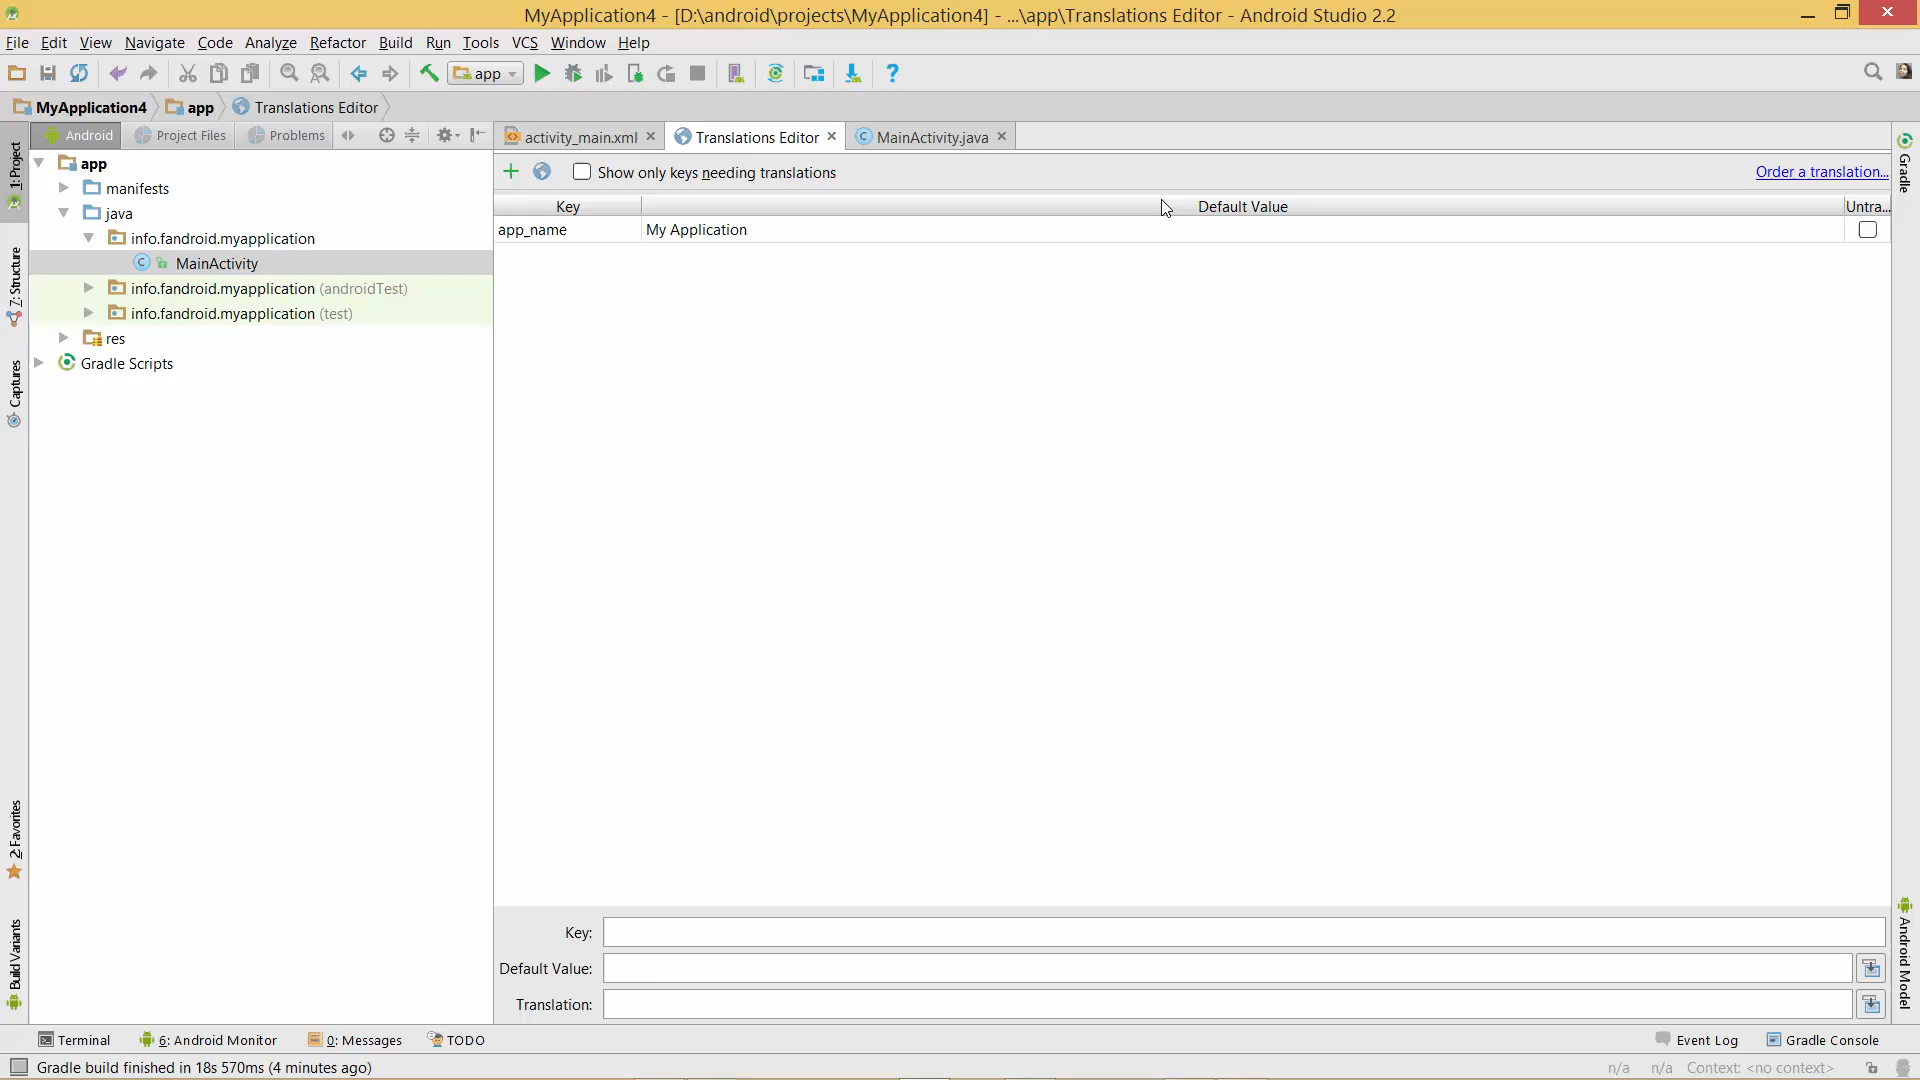 MyApplication4 - [D:\android\projects\MyApplication4] - ...\app\Translations Editor - Android Studio 2.2
File Edit View Navigate Code Analyze Refactor Build Run Tools VCS Window Help
app
MyApplication4 app Translations Editor
Android Project Files Problems
activity_main.xml Translations Editor MainActivity.java
1: Project
7: Structure
Captures
2: Favorites
Build Variants
app
manifests
java
info.fandroid.myapplication
MainActivity
info.fandroid.myapplication (androidTest)
info.fandroid.myapplication (test)
res
Gradle Scripts
Show only keys needing translations Order a translation...
Key Default Value Untra...
app_name My Application
Key:
Default Value:
Translation:
Gradle
Android Model
Terminal 6: Android Monitor 0: Messages TODO Event Log Gradle Console
Gradle build finished in 18s 570ms (4 minutes ago) n/a n/a Context: <no context>